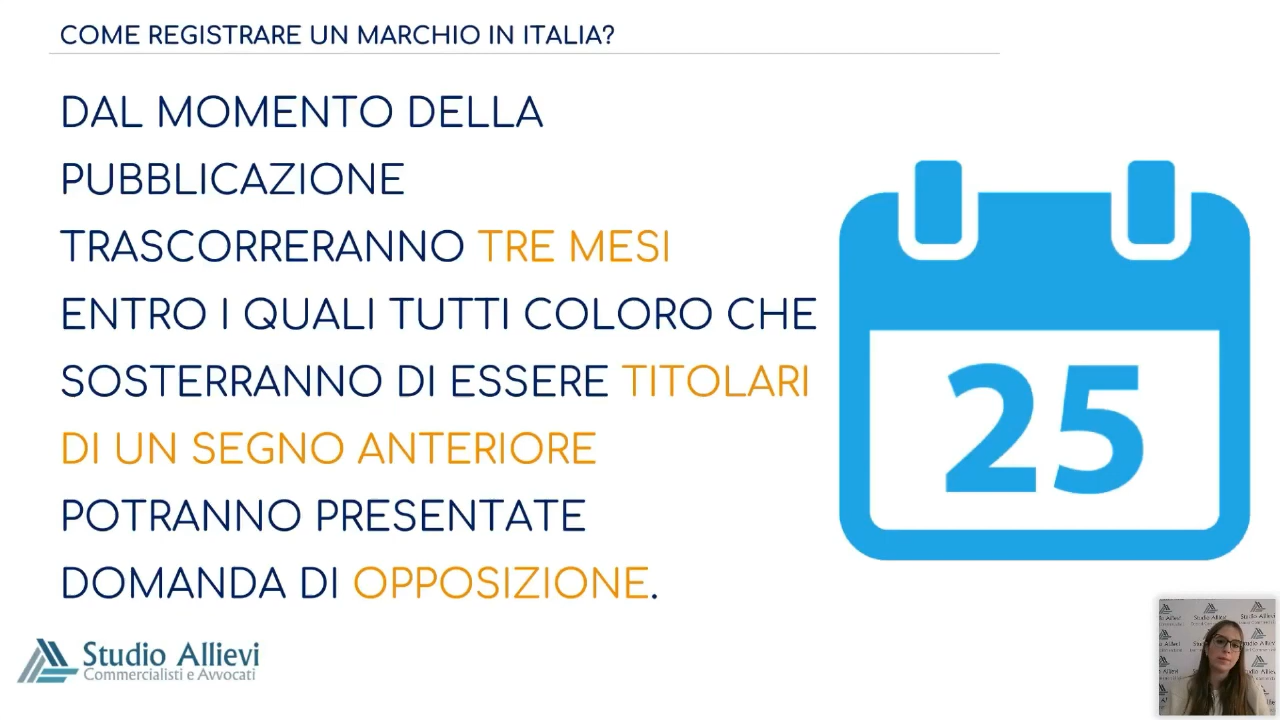 COME REGISTRARE UN MARCHIO IN ITALIA?
DAL MOMENTO DELLA
PUBBLICAZIONE
TRASCORRERANNO TRE MESI
ENTRO I QUALI TUTTI COLORO CHE
SOSTERRANNO DI ESSERE TITOLARI
DI UN SEGNO ANTERIORE
POTRANNO PRESENTATE
DOMANDA DI OPPOSIZIONE.
25
Studio Allievi
Commercialisti e Avvocati